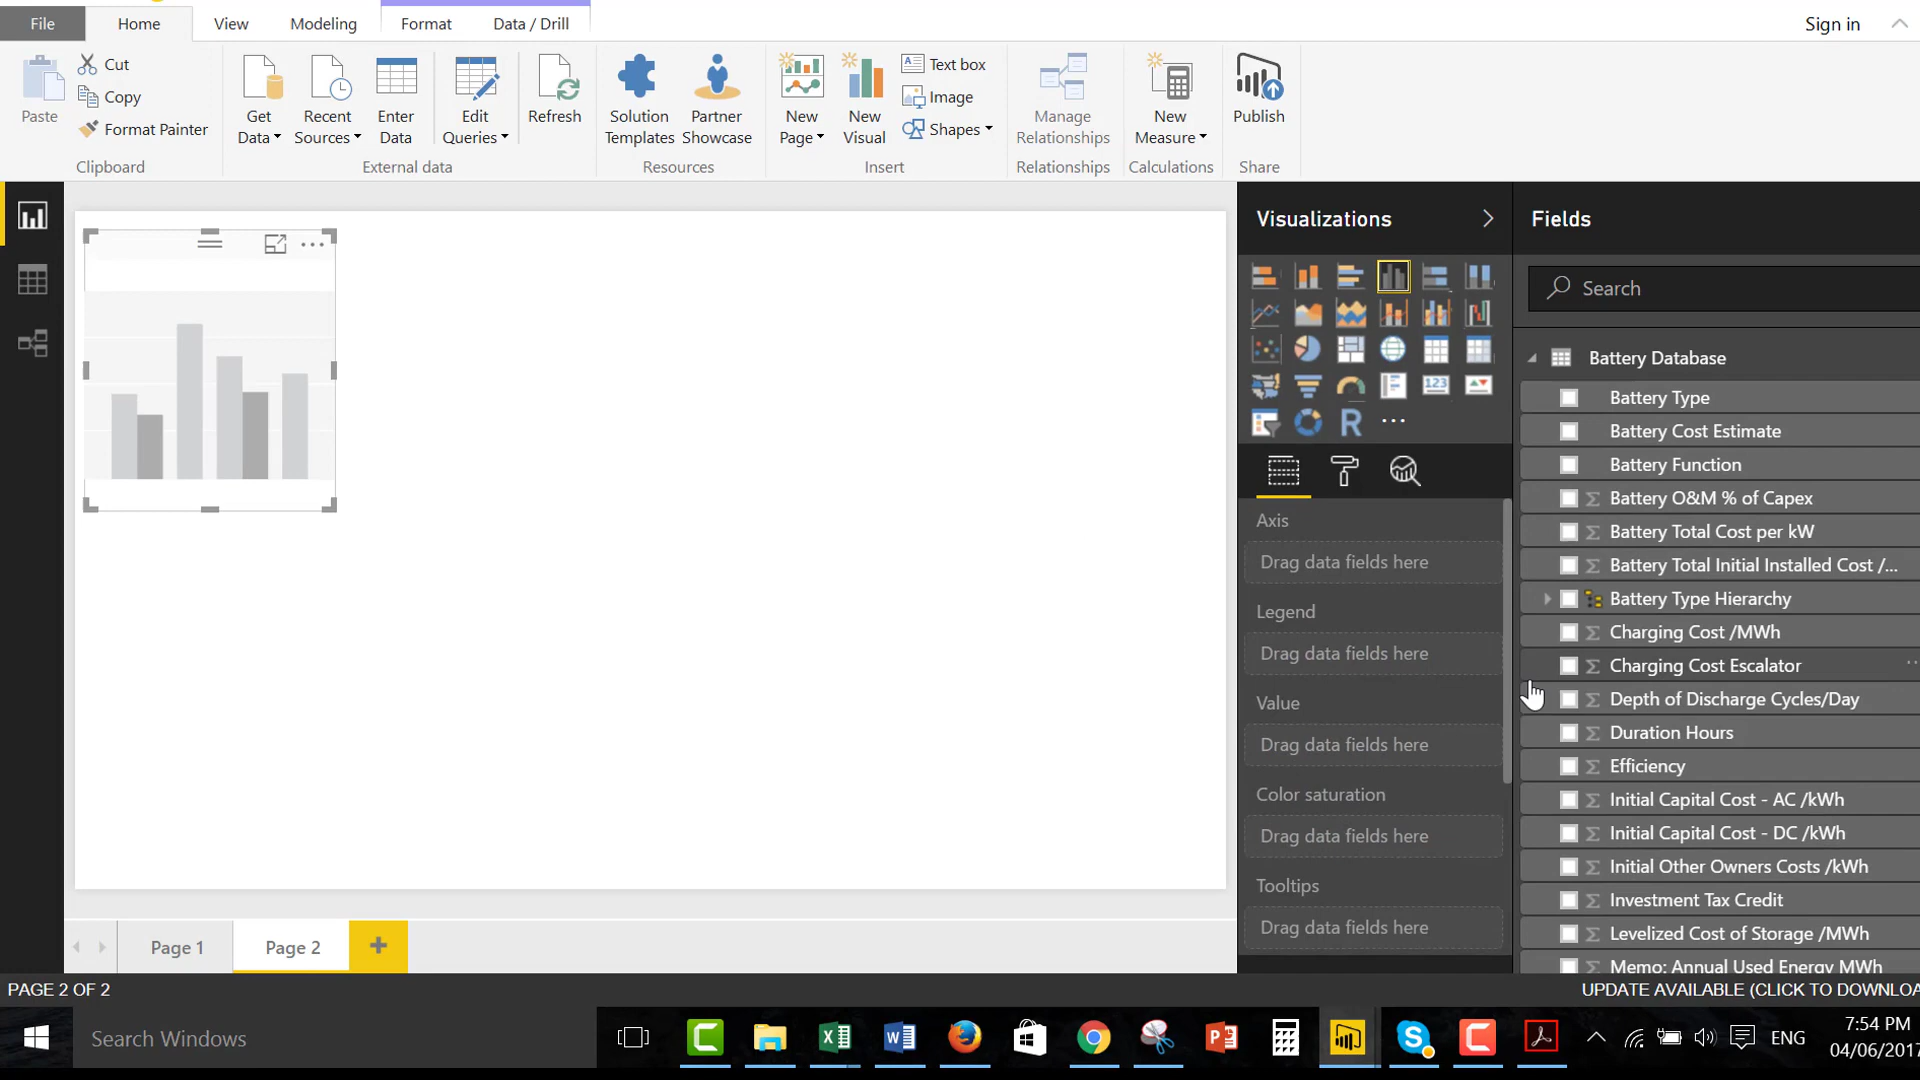 File
Home
View
Modeling
Format
Data / Drill
Sign in
Paste
Cut
Copy
Format Painter
Clipboard
Get
Data
Recent
Sources
Enter
Data
Edit
Queries
Refresh
External data
Solution
Templates
Partner
Showcase
Resources
New
Page
New
Visual
Text box
Image
Shapes
Insert
Manage
Relationships
Relationships
New
Measure
Calculations
Publish
Share
Visualizations
123
R
Axis
Drag data fields here
Legend
Drag data fields here
Value
Drag data fields here
Color saturation
Drag data fields here
Tooltips
Drag data fields here
Fields
Search
Battery Database
Battery Type
Battery Cost Estimate
Battery Function
Σ Battery O&M % of Capex
Σ Battery Total Cost per kW
Σ Battery Total Initial Installed Cost /...
Battery Type Hierarchy
Σ Charging Cost /MWh
Σ Charging Cost Escalator
Σ Depth of Discharge Cycles/Day
Σ Duration Hours
Σ Efficiency
Σ Initial Capital Cost - AC /kWh
Σ Initial Capital Cost - DC /kWh
Σ Initial Other Owners Costs /kWh
Σ Investment Tax Credit
Σ Levelized Cost of Storage /MWh
Σ Memo: Annual Used Energy MWh
Page 1
Page 2
PAGE 2 OF 2
UPDATE AVAILABLE (CLICK TO DOWNLOA
Search Windows
ENG
7:54 PM
04/06/2017